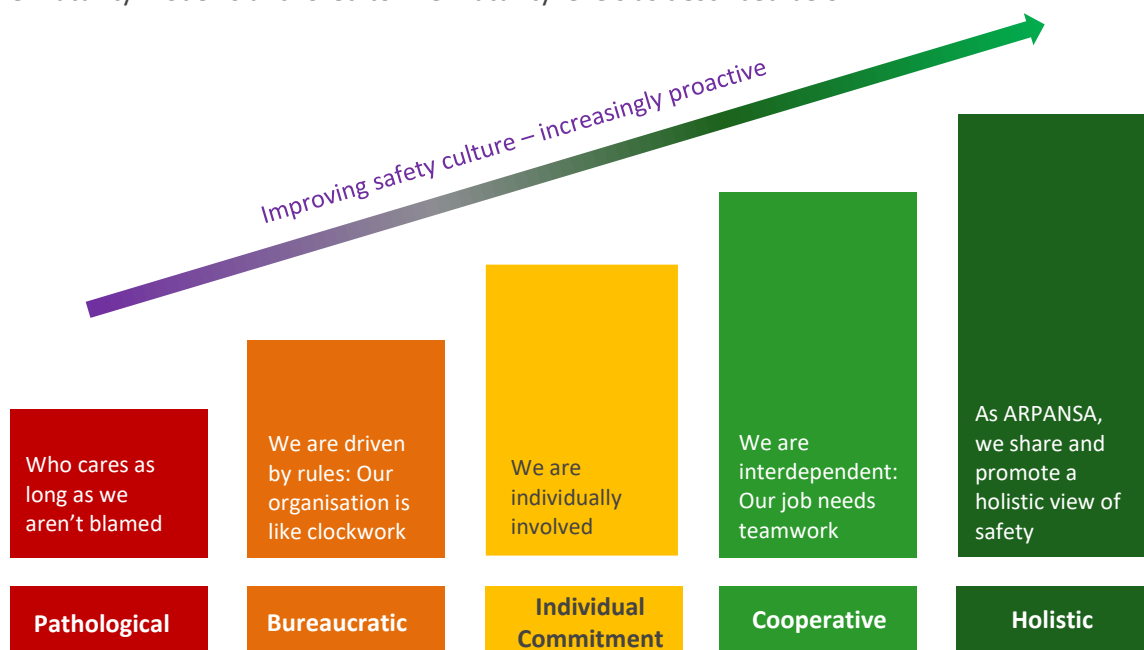 Improving safety culture – increasingly proactive
Who cares as
long as we
aren't blamed
We are driven
by rules: Our
organisation is
like clockwork
We are
individually
involved
We are
interdependent:
Our job needs
teamwork
As ARPANSA,
we share and
promote a
holistic view of
safety
Pathological
Bureaucratic
Individual
Commitment
Cooperative
Holistic